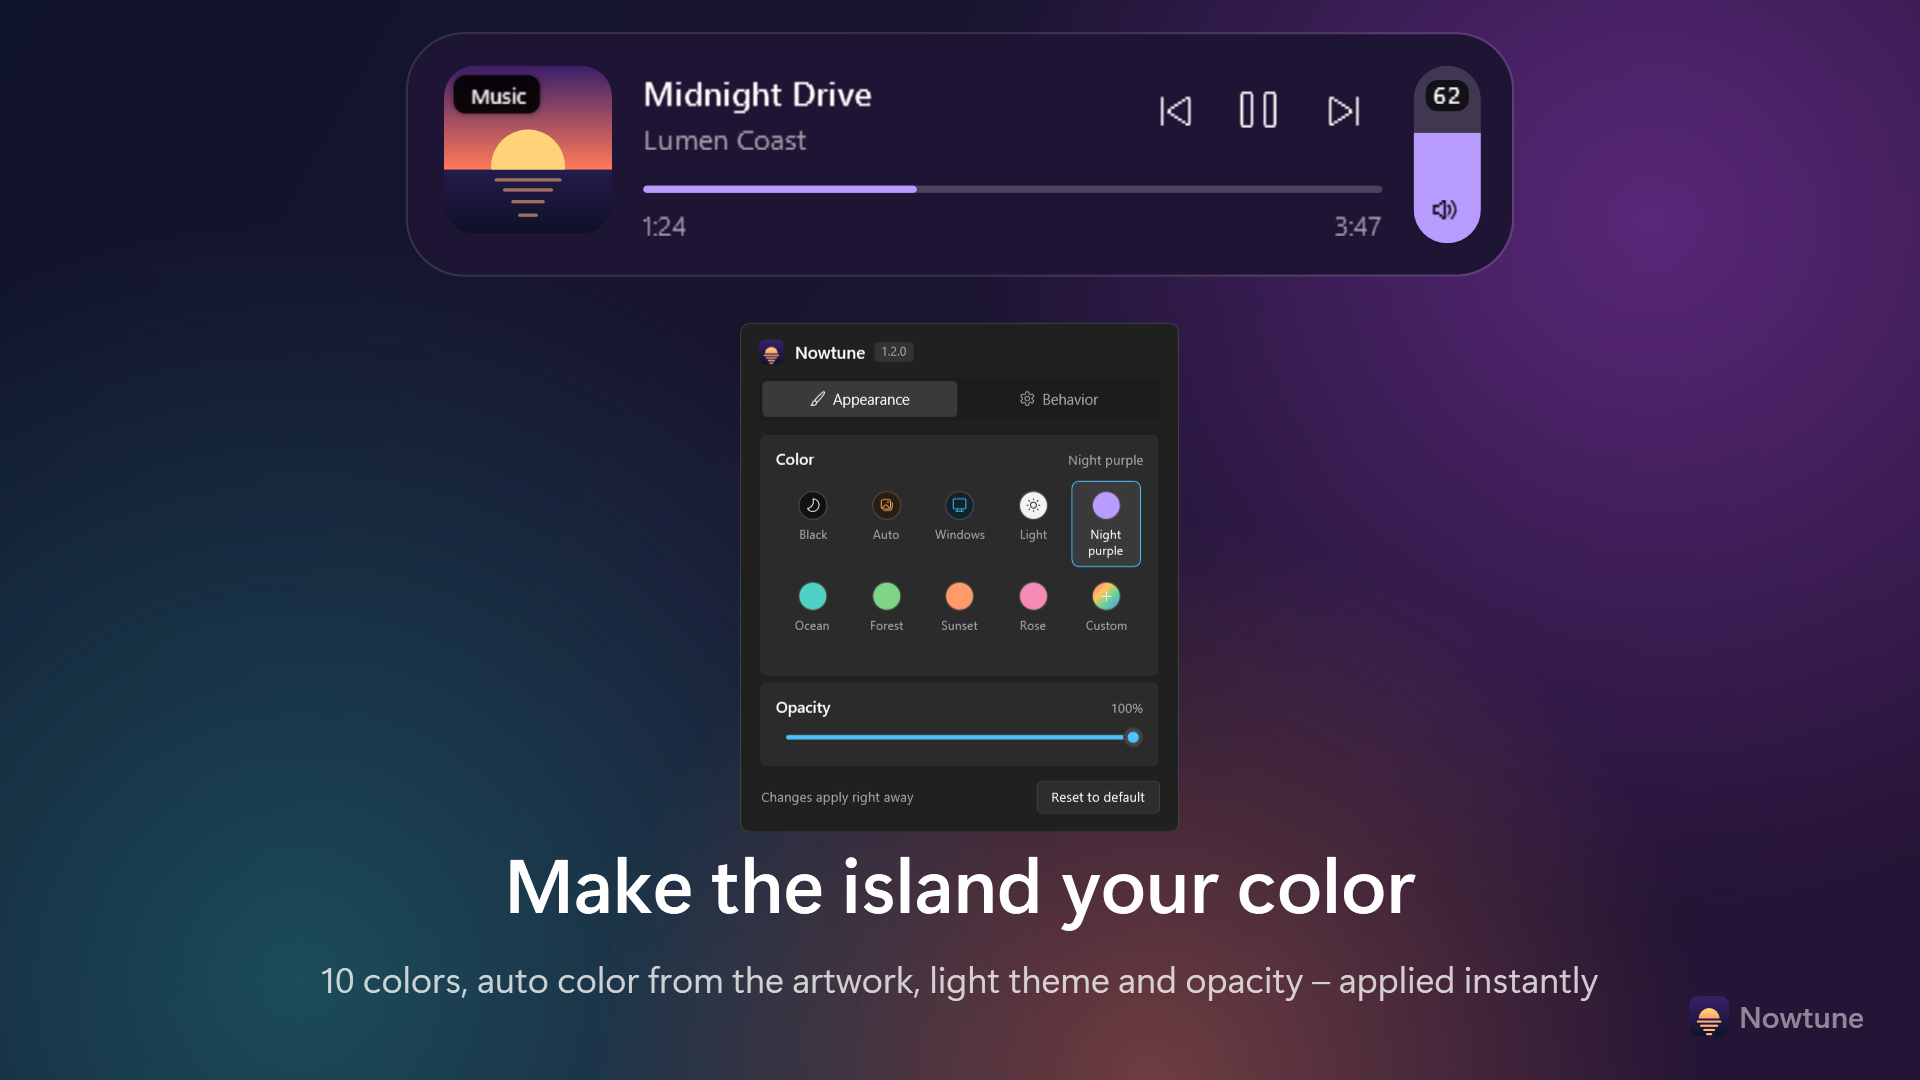 Music
Midnight Drive
Lumen Coast
62
1:24
3:47
Nowtune 1.2.0
Appearance
Behavior
Color
Night purple
Black
Auto
Windows
Light
Night
purple
Ocean
Forest
Sunset
Rose
Custom
Opacity
100%
Changes apply right away
Reset to default
Make the island your color
10 colors, auto color from the artwork, light theme and opacity – applied instantly
Nowtune